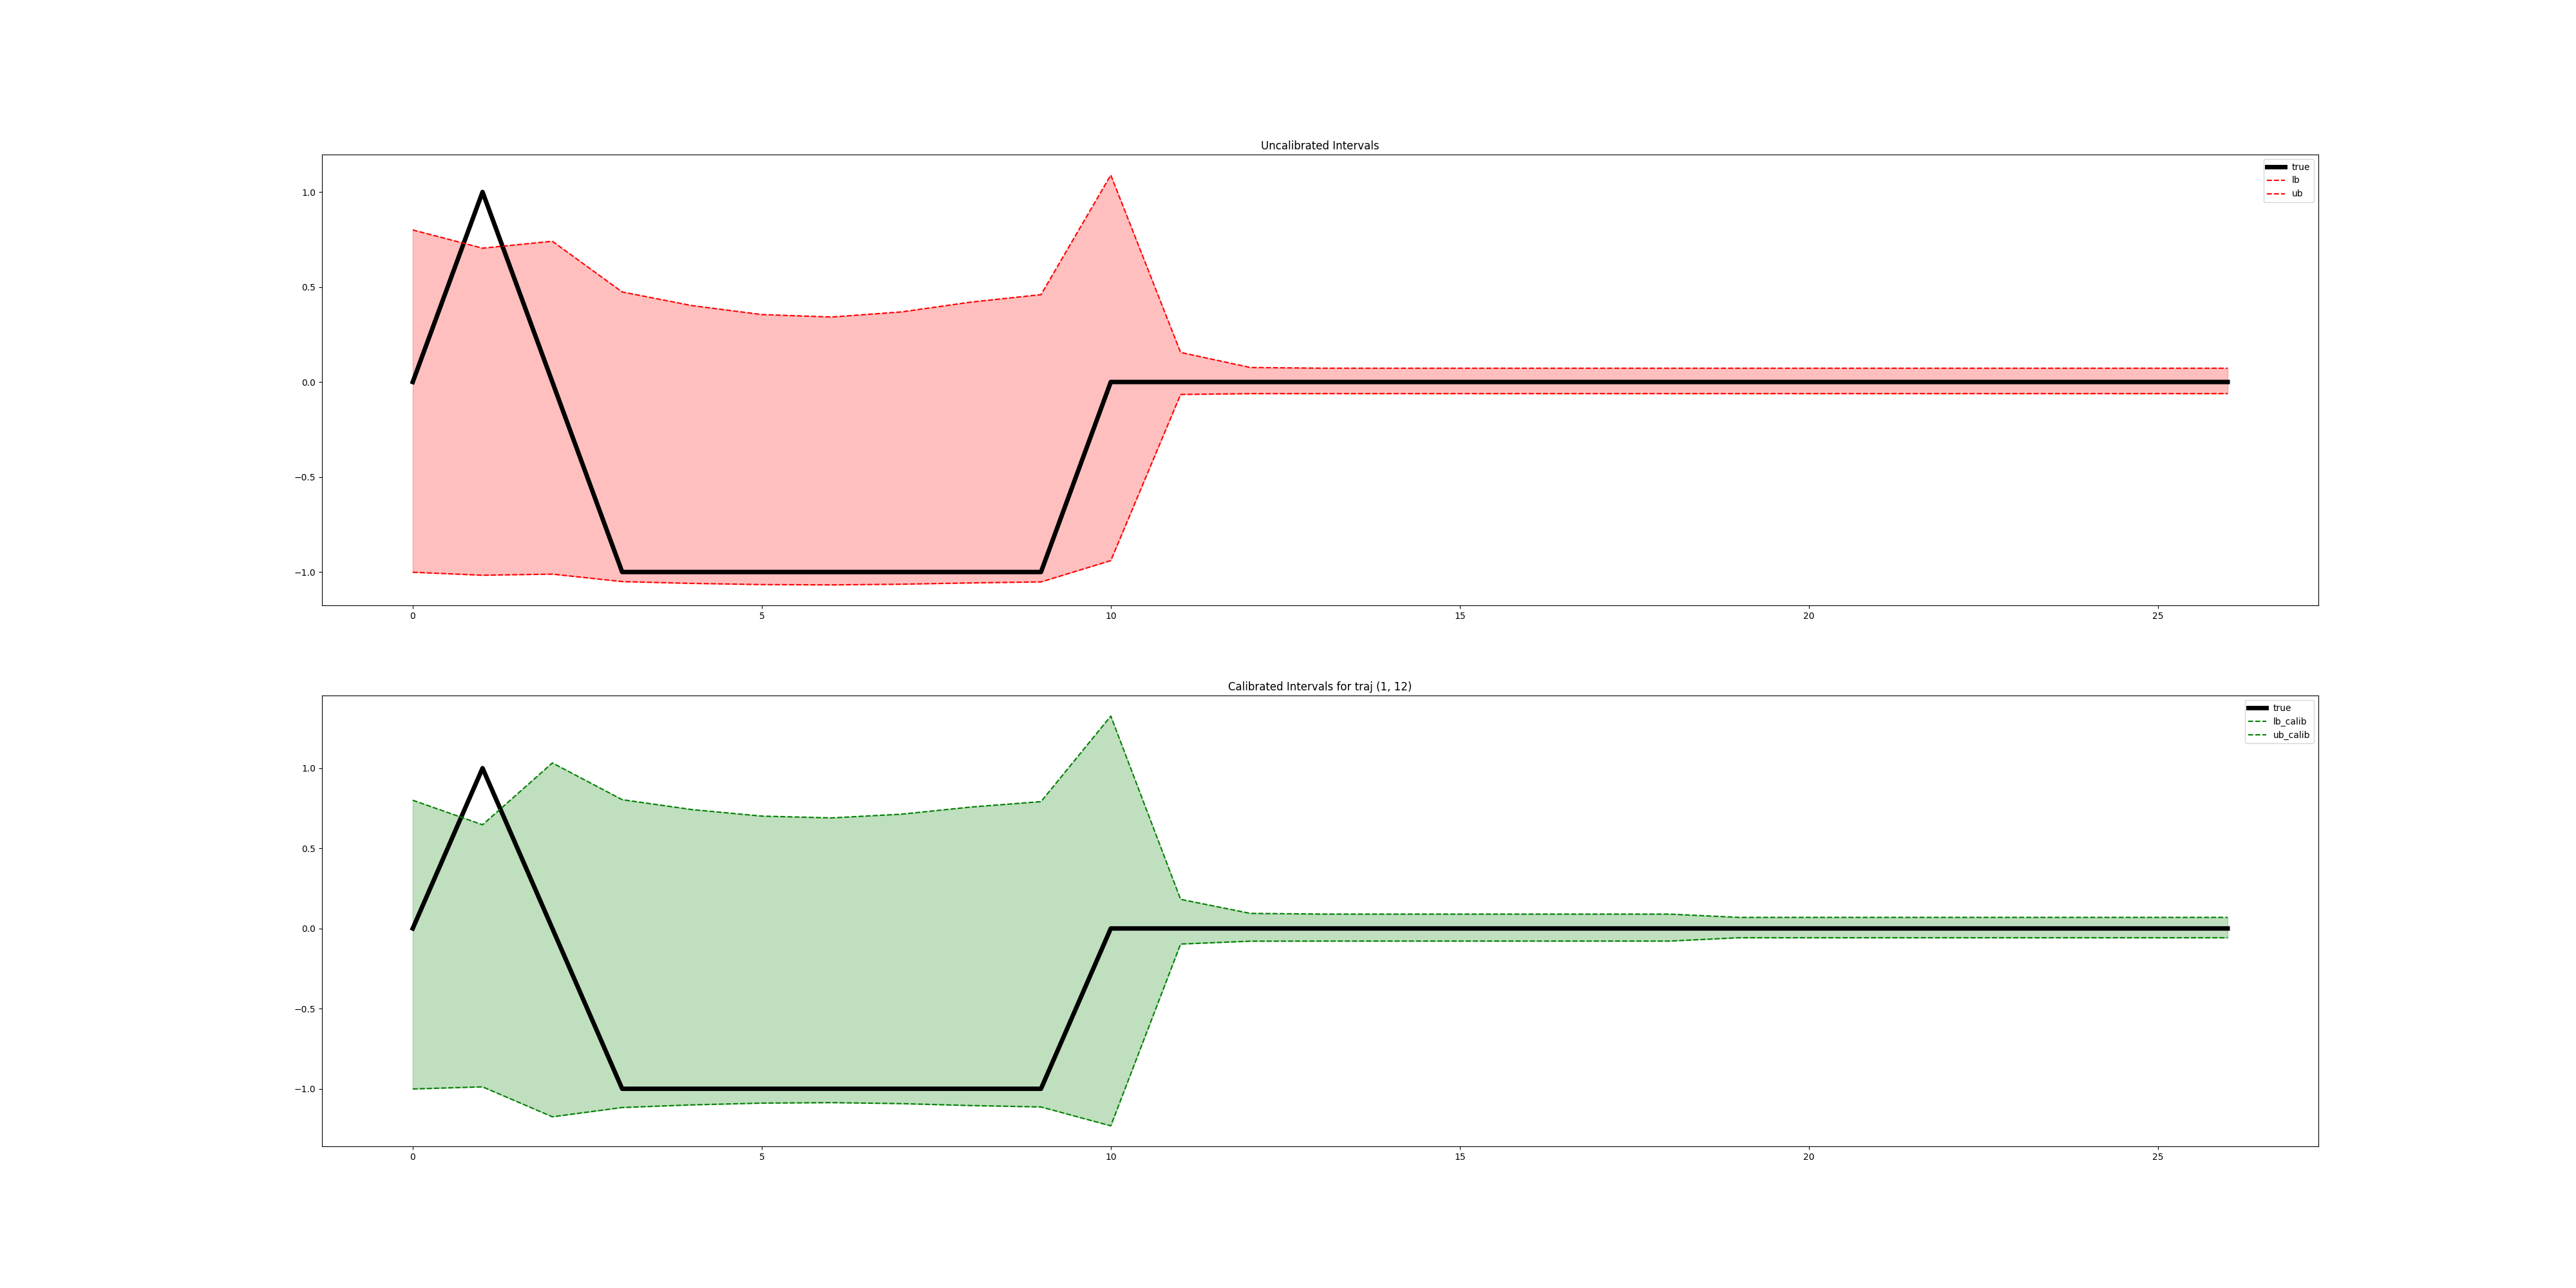 Uncalibrated Intervals
true
lb
ub
1.0
0.5
0.0
−0.5
−1.0
0 5 10 15 20 25
Calibrated Intervals for traj (1, 12)
true
lb_calib
ub_calib
1.0
0.5
0.0
−0.5
−1.0
0 5 10 15 20 25